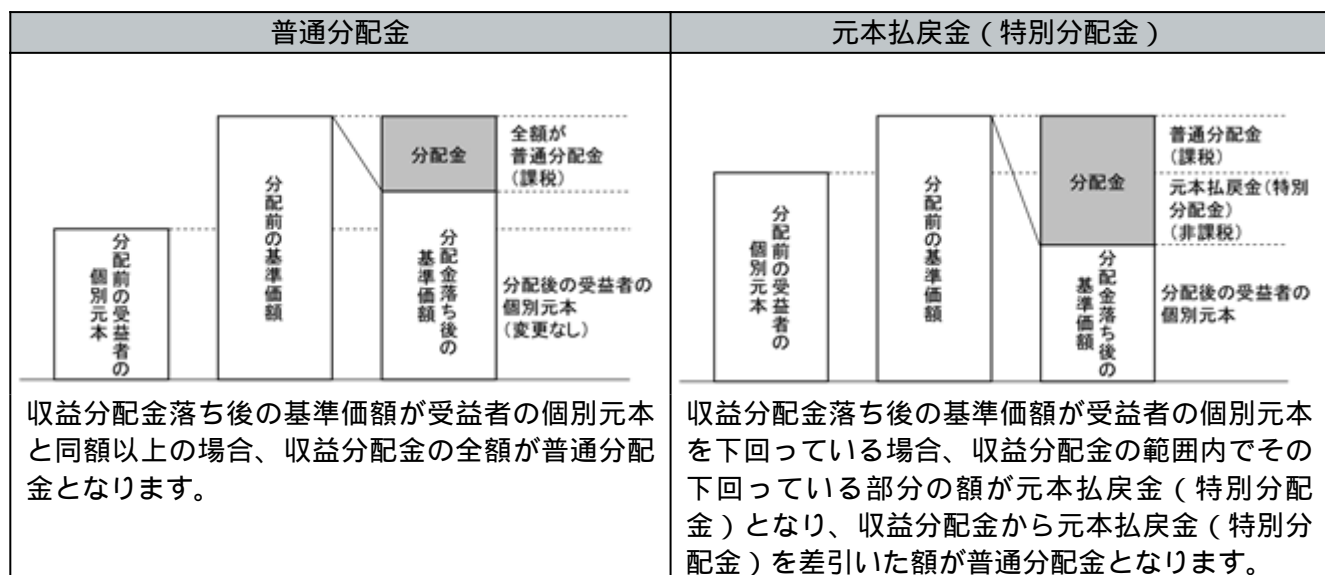 普通分配金
分配前の受益者の
個別元本
分配前の基準価額
分配金
分配金落ち後の
基準価額
全額が
普通分配金
(課税)
分配後の受益者の
個別元本
(変更なし)
収益分配金落ち後の基準価額が受益者の個別元本
と同額以上の場合、収益分配金の全額が普通分配
金となります。
元本払戻金(特別分配金)
分配前の受益者の
個別元本
分配前の基準価額
分配金
分配金落ち後の
基準価額
普通分配金
(課税)
元本払戻金(特別
分配金)
(非課税)
分配後の受益者の
個別元本
収益分配金落ち後の基準価額が受益者の個別元本
を下回っている場合、収益分配金の範囲内でその
下回っている部分の額が元本払戻金(特別分配
金)となり、収益分配金から元本払戻金(特別分
配金)を差引いた額が普通分配金となります。